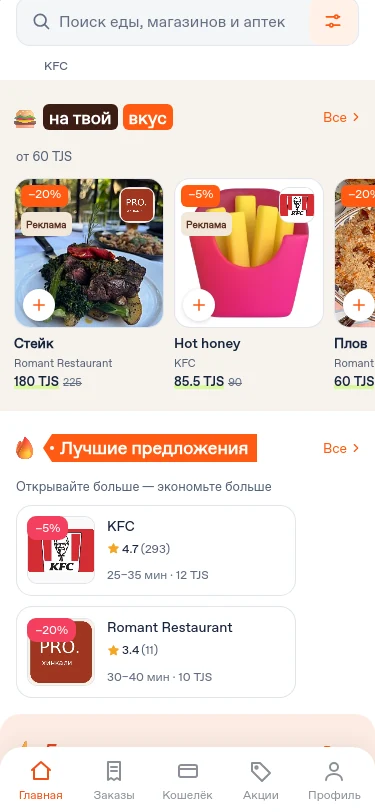 Поиск еды, магазинов и аптек
KFC
на твой вкус
Все
от 60 TJS
−20%
PRO.
Реклама
−5%
KFC
Реклама
−20%
Стейк
Romant Restaurant
180 TJS 225
Hot honey
KFC
85.5 TJS 90
Плов
Romant
60 TJS
Лучшие предложения
Все
Открывайте больше — экономьте больше
−5%
KFC
KFC
4.7 (293)
25–35 мин · 12 TJS
−20%
PRO.
ХИНКАЛИ
Romant Restaurant
3.4 (11)
30–40 мин · 10 TJS
Главная
Заказы
Кошелёк
Акции
Профиль